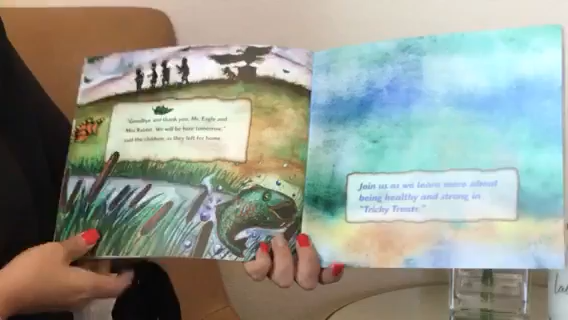 "Goodbye and thank you, Mr. Eagle and
Miss Rabbit. We will be here tomorrow,"
said the children, as they left for home.
Join us as we learn more about
being healthy and strong in
"Tricky Treats."